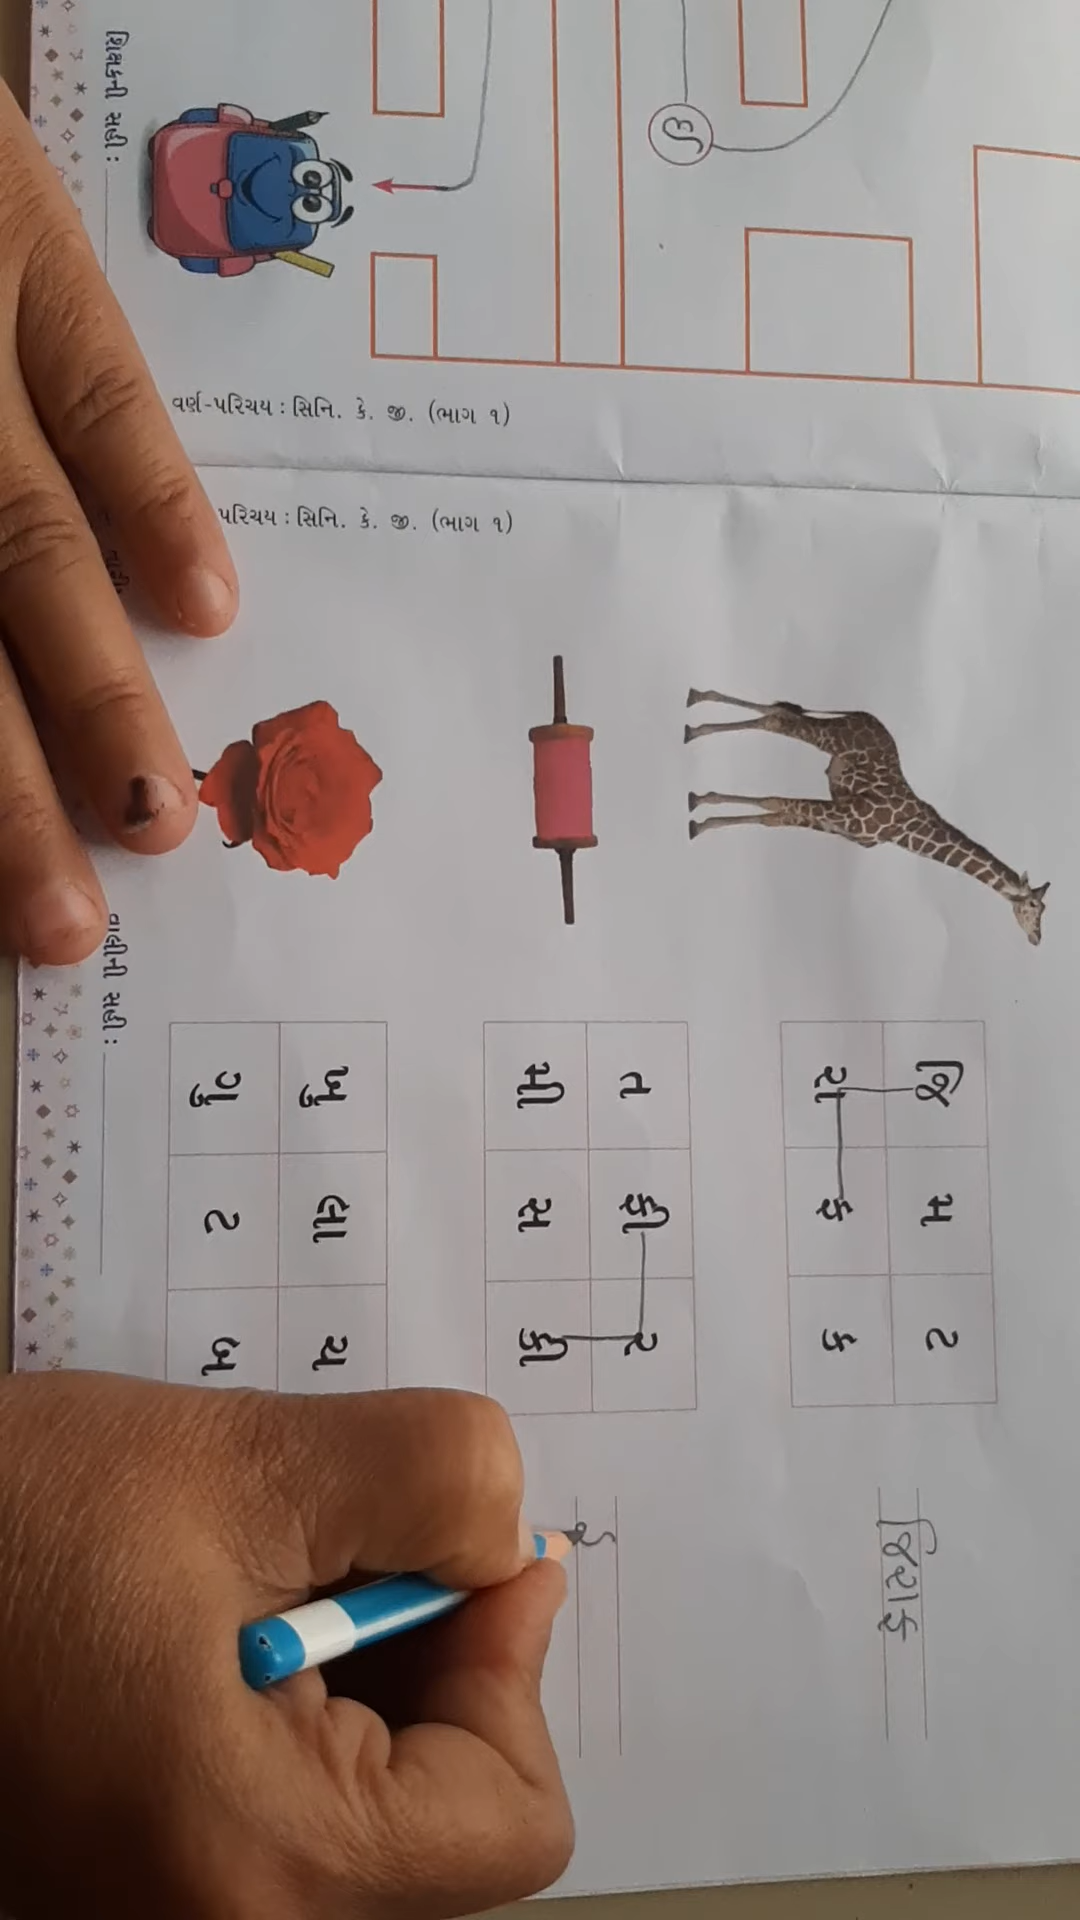 જિ મ ટ
રા ફ ક
જિરાફ
ત ફી ર
મી સ કી
ખુ લા ય
ગુ ટ બ
વાલીની સહી :
પરિચય : સિનિ. કે. જી. (ભાગ ૧)
વર્ણ-પરિચય : સિનિ. કે. જી. (ભાગ ૧)
ઈ
શિક્ષકની સહી :